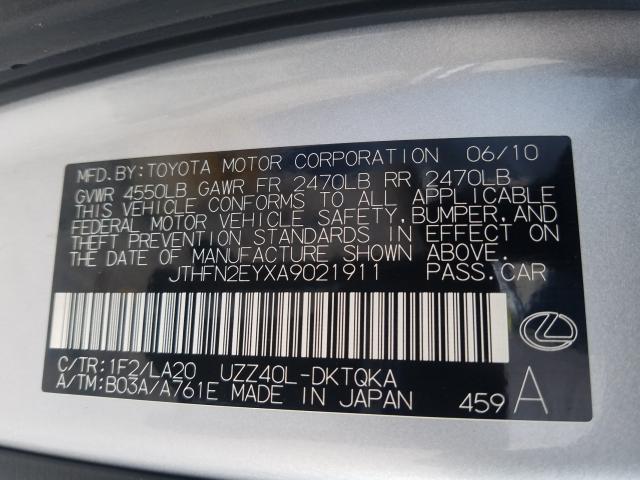 MFD.BY:TOYOTA MOTOR CORPORATION 06/10
GVWR 4550LB GAWR FR 2470LB RR 2470LB
THIS VEHICLE CONFORMS TO ALL APPLICABLE
FEDERAL MOTOR VEHICLE SAFETY,BUMPER,AND
THEFT PREVENTION STANDARDS IN EFFECT ON
THE DATE OF MANUFACTURE SHOWN ABOVE.
JTHFN2EYXA9021911 PASS.CAR
C/TR:1F2/LA20 UZZ40L-DKTQKA
A/TM:B03A/A761E MADE IN JAPAN 459 A